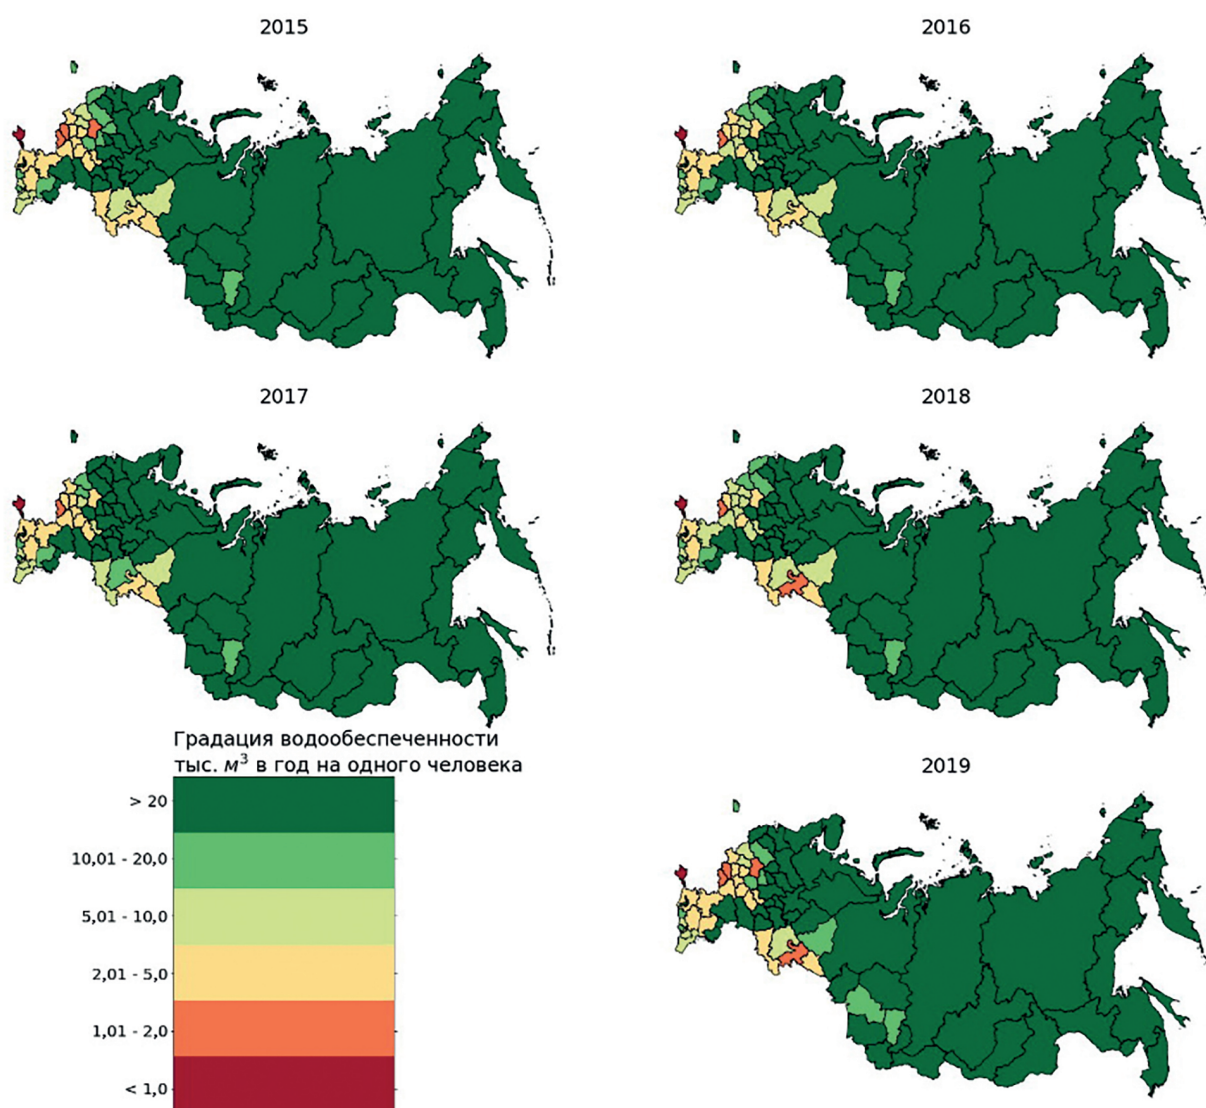 2015
2016
2017
2018
Градация водообеспеченности
тыс. м³ в год на одного человека
> 20
10,01 - 20,0
5,01 - 10,0
2,01 - 5,0
1,01 - 2,0
< 1,0
2019